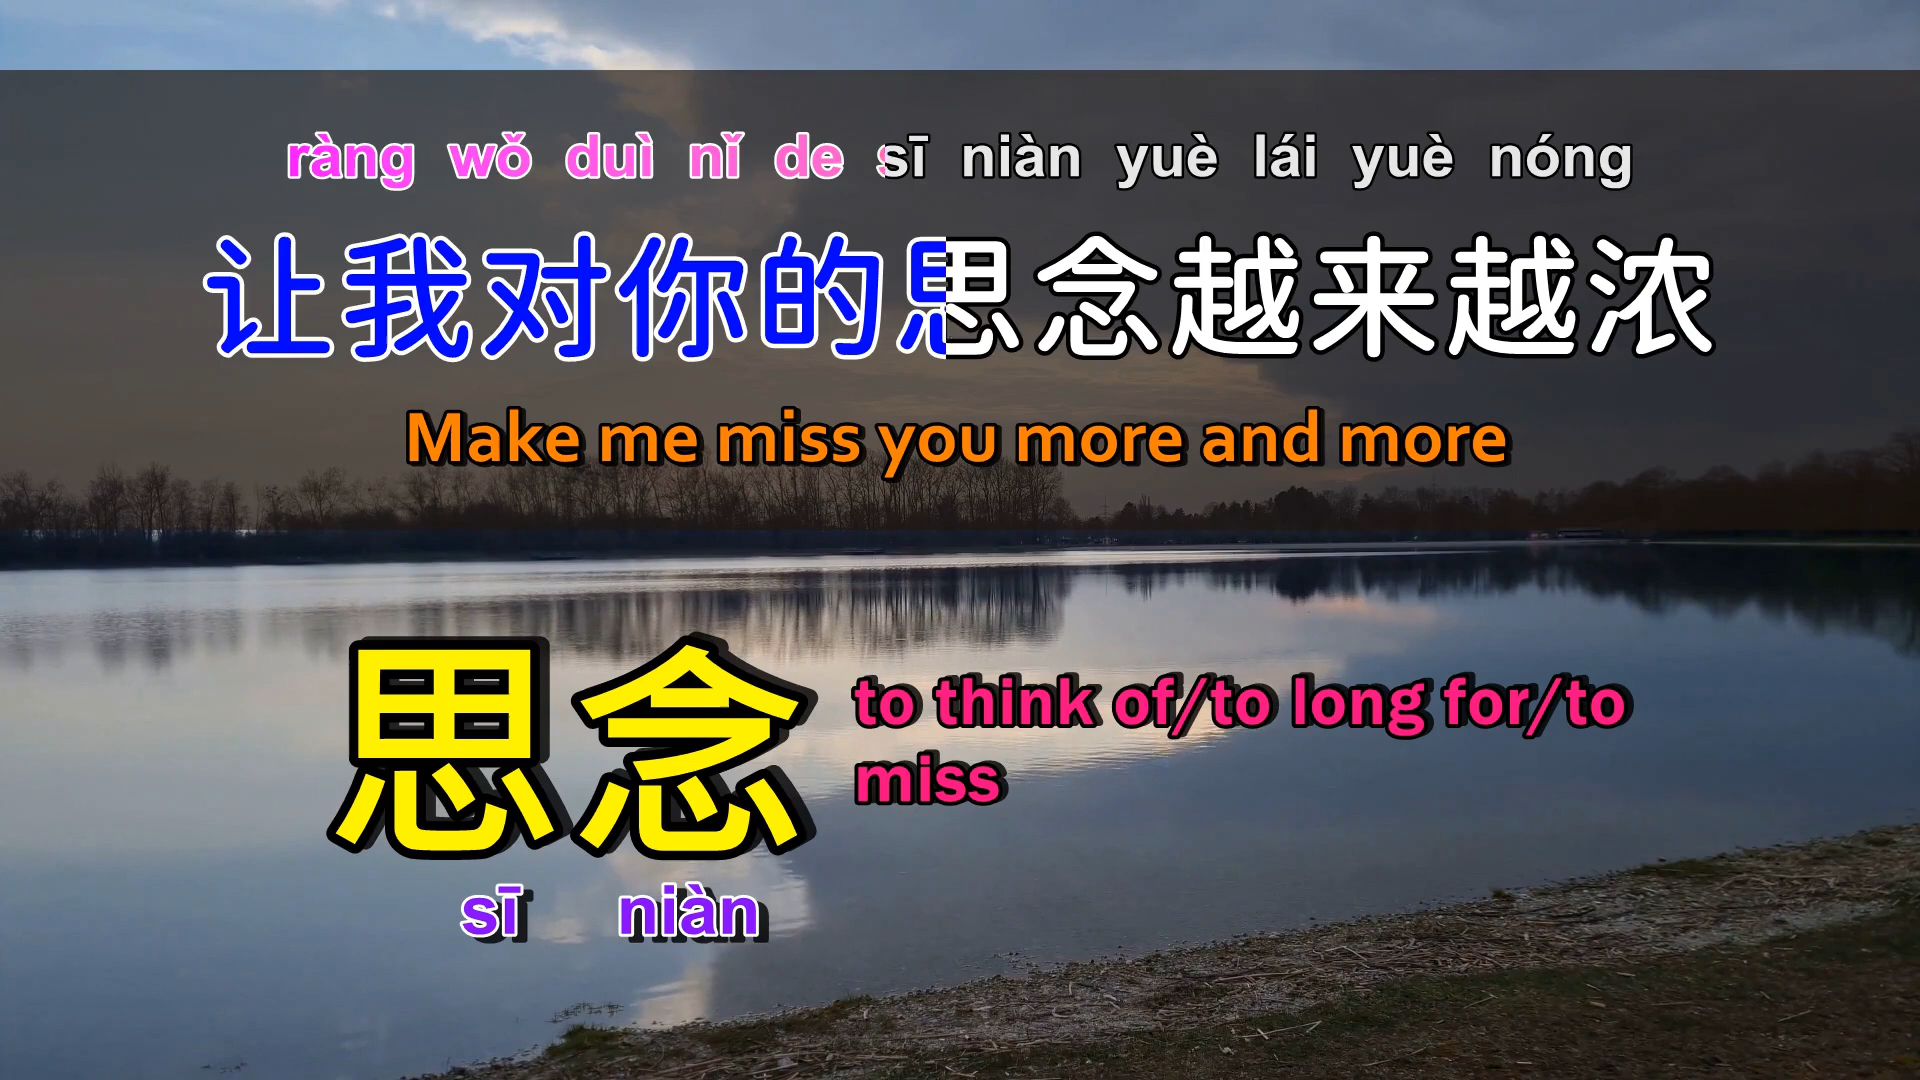 ràng wǒ duì nǐ de sī niàn yuè lái yuè nóng
让我对你的思念越来越浓
Make me miss you more and more
思念
to think of/to long for/to
miss
sī niàn